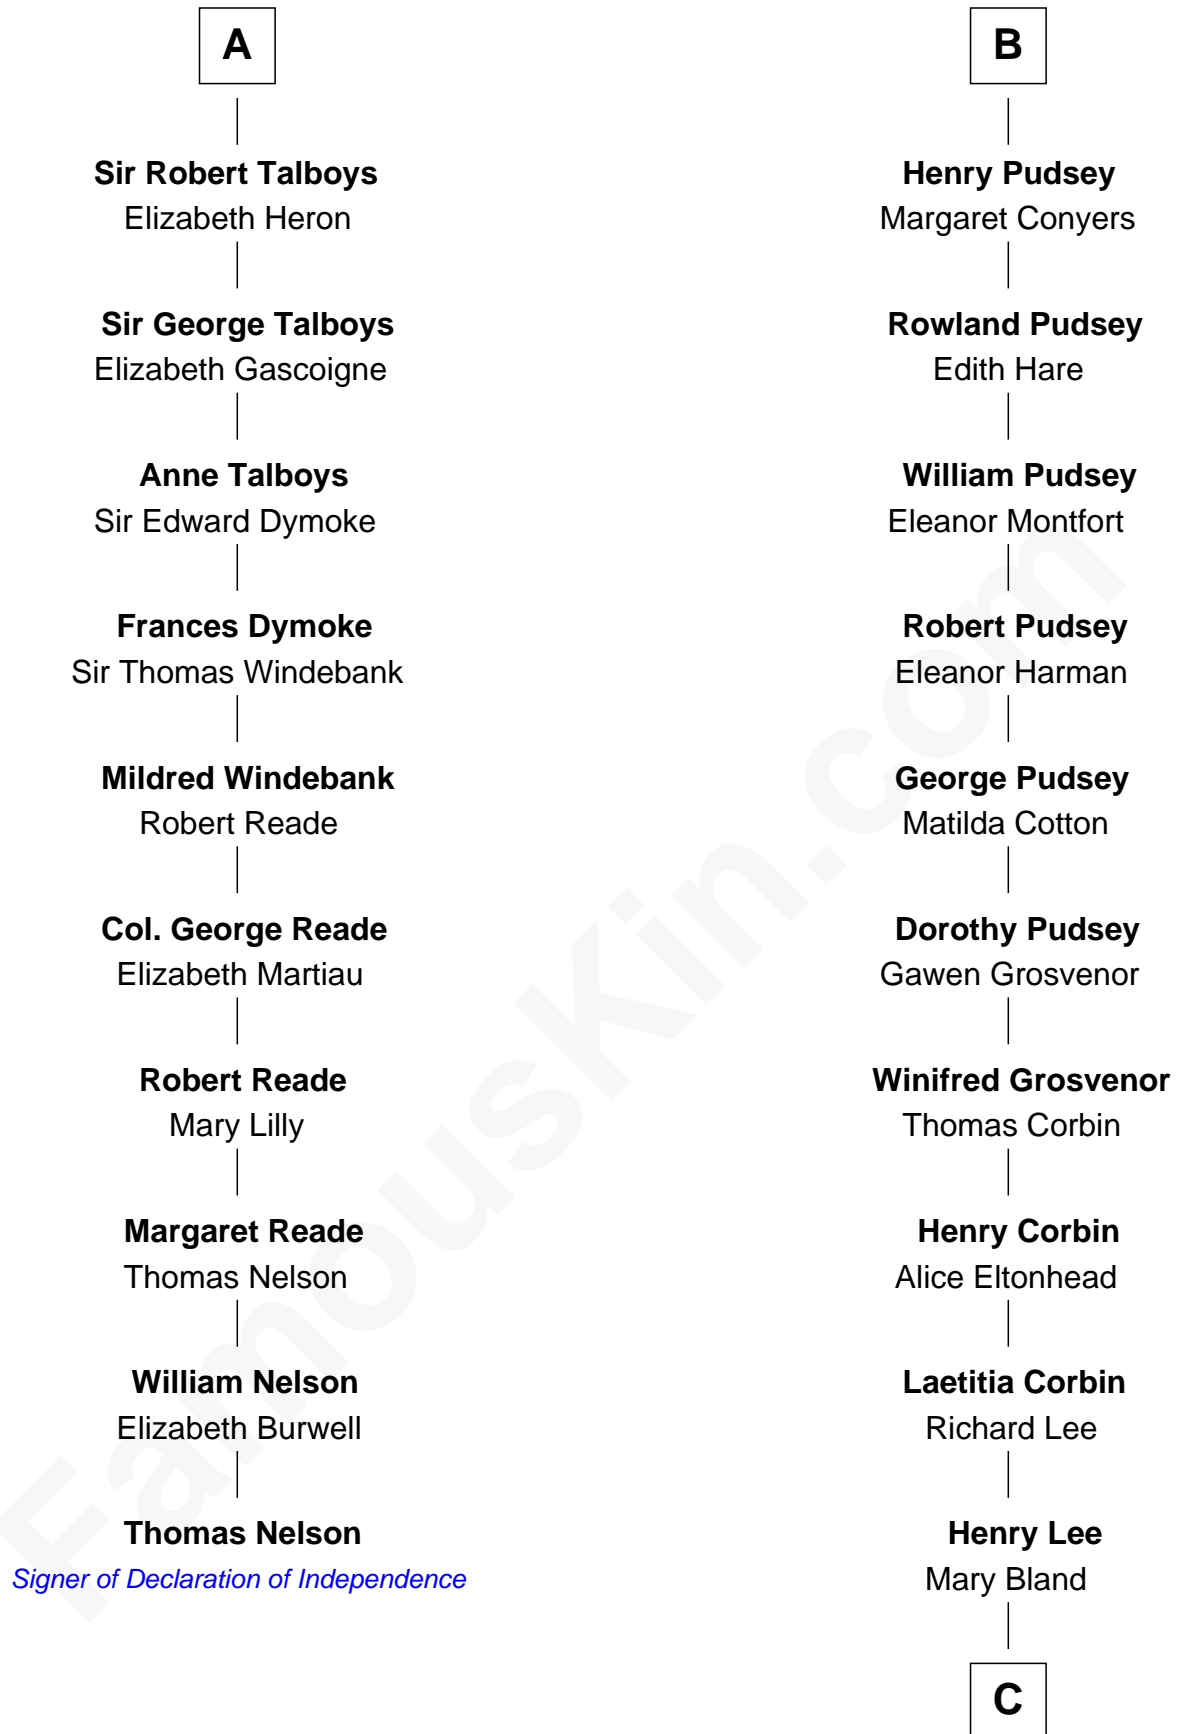 A
Sir Robert Talboys
Elizabeth Heron
Sir George Talboys
Elizabeth Gascoigne
Anne Talboys
Sir Edward Dymoke
Frances Dymoke
Sir Thomas Windebank
Mildred Windebank
Robert Reade
Col. George Reade
Elizabeth Martiau
Robert Reade
Mary Lilly
Margaret Reade
Thomas Nelson
William Nelson
Elizabeth Burwell
Thomas Nelson
Signer of Declaration of Independence
B
Henry Pudsey
Margaret Conyers
Rowland Pudsey
Edith Hare
William Pudsey
Eleanor Montfort
Robert Pudsey
Eleanor Harman
George Pudsey
Matilda Cotton
Dorothy Pudsey
Gawen Grosvenor
Winifred Grosvenor
Thomas Corbin
Henry Corbin
Alice Eltonhead
Laetitia Corbin
Richard Lee
Henry Lee
Mary Bland
C
FamousKin.com